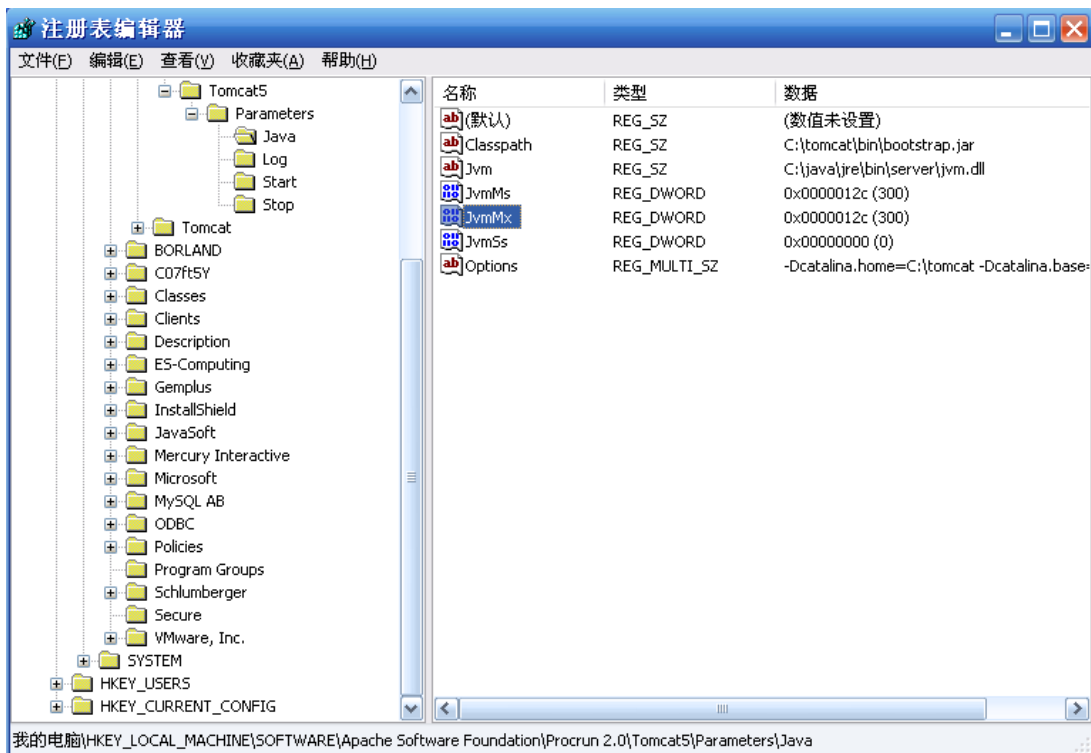 注册表编辑器
文件(F) 编辑(E) 查看(V) 收藏夹(A) 帮助(H)
Tomcat5
Parameters
Java
Log
Start
Stop
Tomcat
BORLAND
C07ft5Y
Classes
Clients
Description
ES-Computing
Gemplus
InstallShield
JavaSoft
Mercury Interactive
Microsoft
MySQL AB
ODBC
Policies
Program Groups
Schlumberger
Secure
VMware, Inc.
SYSTEM
HKEY_USERS
HKEY_CURRENT_CONFIG
名称 类型 数据
(默认) REG_SZ (数值未设置)
Classpath REG_SZ C:\tomcat\bin\bootstrap.jar
Jvm REG_SZ C:\java\jre\bin\server\jvm.dll
JvmMs REG_DWORD 0x0000012c (300)
JvmMx REG_DWORD 0x0000012c (300)
JvmSs REG_DWORD 0x00000000 (0)
Options REG_MULTI_SZ -Dcatalina.home=C:\tomcat -Dcatalina.base=
我的电脑\HKEY_LOCAL_MACHINE\SOFTWARE\Apache Software Foundation\Procrun 2.0\Tomcat5\Parameters\Java